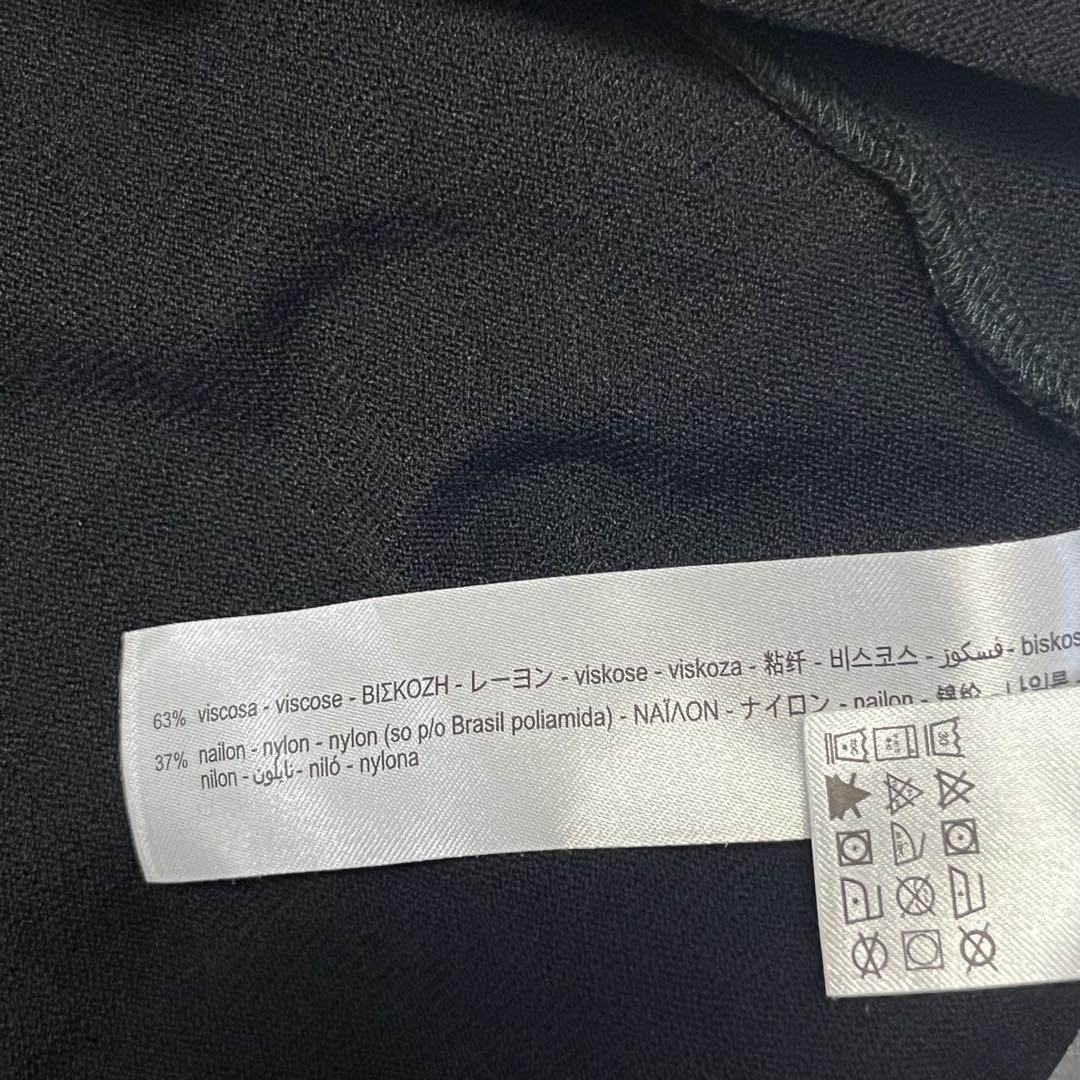 63% viscosa - viscose - ΒΙΣΚΟΖΗ - レーヨン - viskose - viskoza - 粘纤 - 비스코스 - فسكوز - biskos
37% nailon - nylon - nylon (so p/o Brasil poliamida) - ΝΑΪΛΟΝ - ナイロン - nailon -
nilon - نايلون - niló - nylona